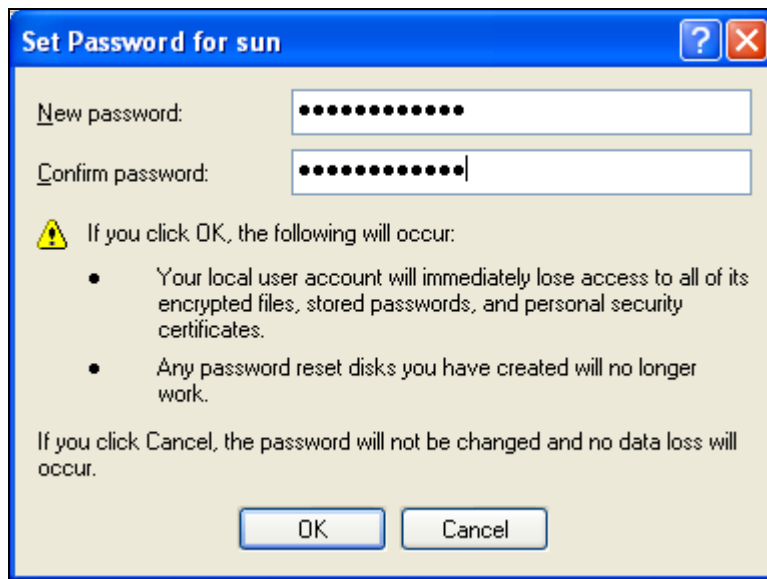 Set Password for sun
New password: ••••••••••••
Confirm password: ••••••••••••
If you click OK, the following will occur:
• Your local user account will immediately lose access to all of its
encrypted files, stored passwords, and personal security
certificates.
• Any password reset disks you have created will no longer
work.
If you click Cancel, the password will not be changed and no data loss will
occur.
OK Cancel